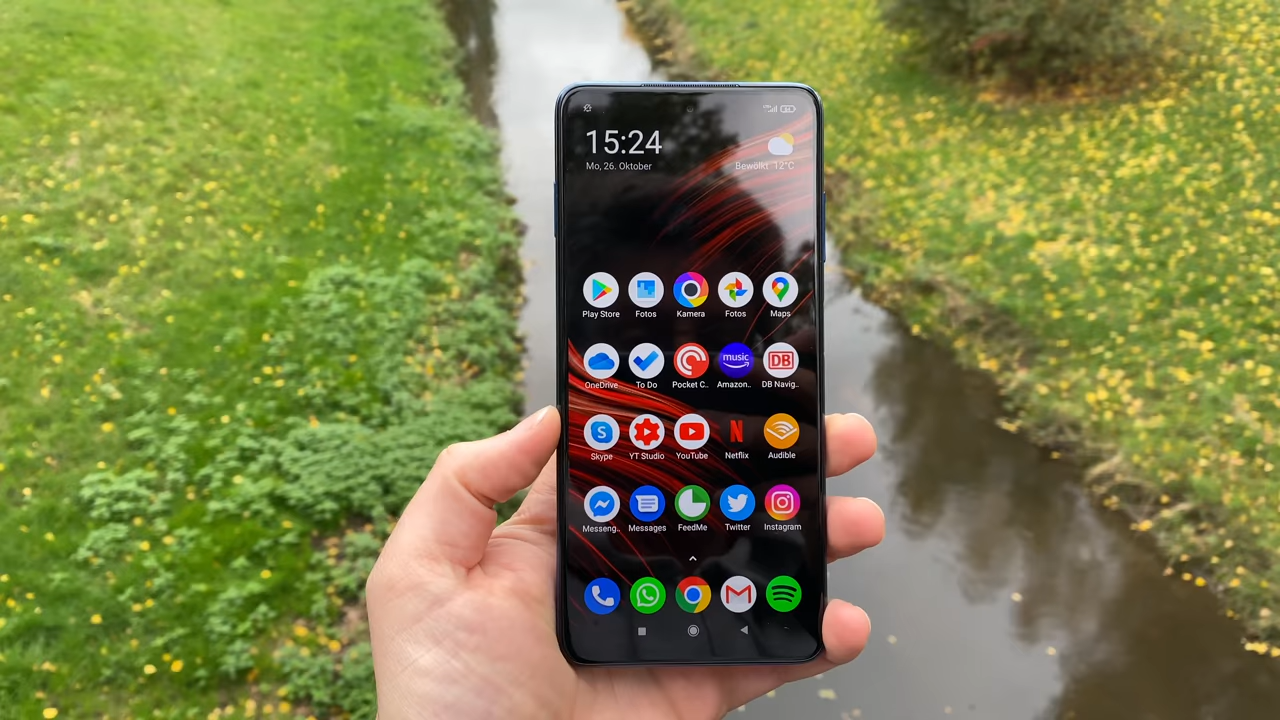 15:24
Mo, 26. Oktober
Bewölkt 12°C
Play Store Fotos Kamera Fotos Maps
music
DB
OneDrive To Do Pocket C.. Amazon.. DB Navig..
S
Skype YT Studio YouTube Netflix Audible
Messeng.. Messages FeedMe Twitter Instagram